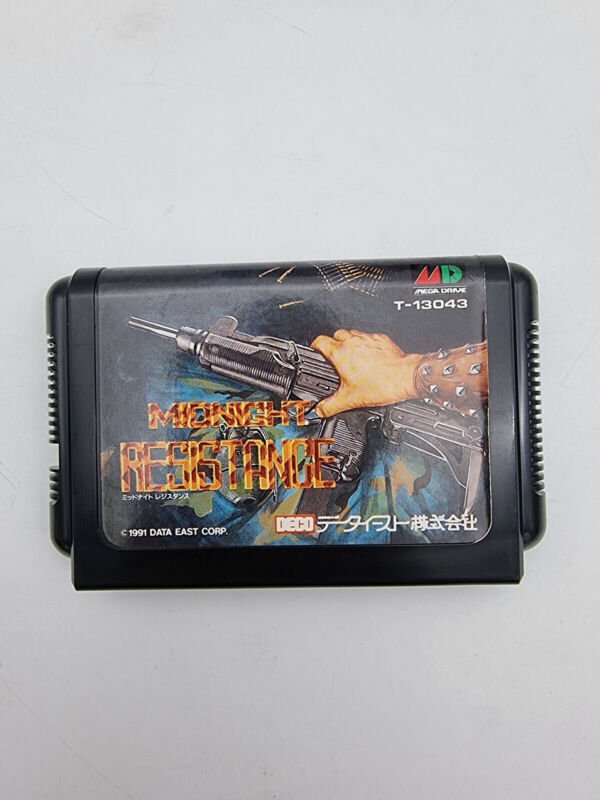 MD
MEGA DRIVE
T-13043
MIDNIGHT
RESISTANCE
ミッドナイト レジスタンス
DECO データイースト株式会社
© 1991 DATA EAST CORP.